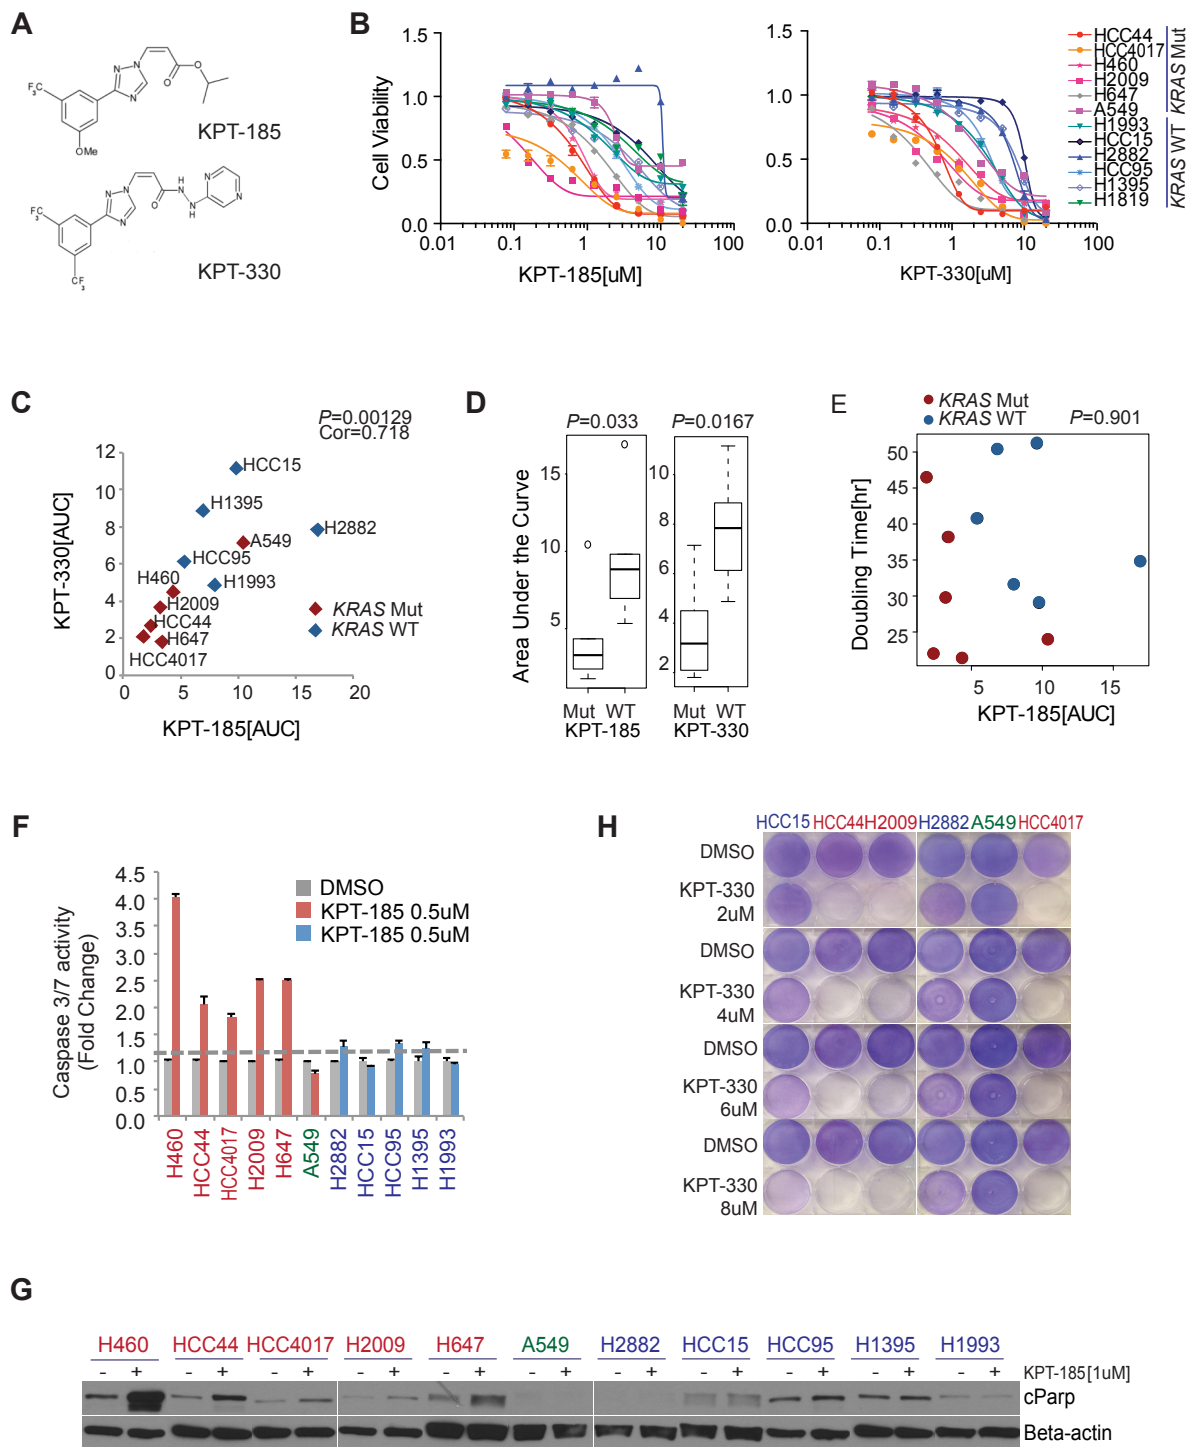 A
F₃C
N
N
N
O
O
OMe
KPT-185
F₃C
N
N
N
O
H
N
N
H
N
N
CF₃
KPT-330
B
Cell Viability
1.5
1.0
0.5
0.0
0.01 0.1 1 10 100
KPT-185[uM]
1.5
1.0
0.5
0.0
0.01 0.1 1 10 100
KPT-330[uM]
HCC44
HCC4017
H460
H2009
H647
A549
H1993
HCC15
H2882
HCC95
H1395
H1819
KRAS Mut
KRAS WT
C
P=0.00129
Cor=0.718
KPT-330[AUC]
12
10
8
6
4
2
0
HCC15
H1395
H2882
A549
HCC95
H1993
H460
H2009
HCC44
H647
HCC4017
KRAS Mut
KRAS WT
0 5 10 15 20
KPT-185[AUC]
D
P=0.033 P=0.0167
Area Under the Curve
15
10
5
10
8
6
4
2
Mut WT Mut WT
KPT-185 KPT-330
E
KRAS Mut
KRAS WT
P=0.901
Doubling Time[hr]
50
45
40
35
30
25
5 10 15
KPT-185[AUC]
F
Caspase 3/7 activity
(Fold Change)
4.5
4.0
3.5
3.0
2.5
2.0
1.5
1.0
0.5
0.0
DMSO
KPT-185 0.5uM
KPT-185 0.5uM
H460
HCC44
HCC4017
H2009
H647
A549
H2882
HCC15
HCC95
H1395
H1993
H
HCC15 HCC44 H2009 H2882 A549 HCC4017
DMSO
KPT-330
2uM
DMSO
KPT-330
4uM
DMSO
KPT-330
6uM
DMSO
KPT-330
8uM
G
H460 HCC44 HCC4017 H2009 H647 A549 H2882 HCC15 HCC95 H1395 H1993
- + - + - + - + - + - + - + - + - + - + - + KPT-185[1uM]
cParp
Beta-actin